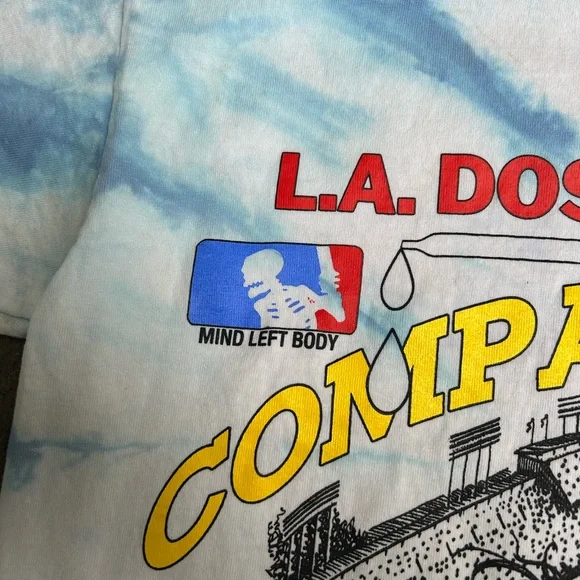 L.A. DOS
MIND LEFT BODY
COMPA